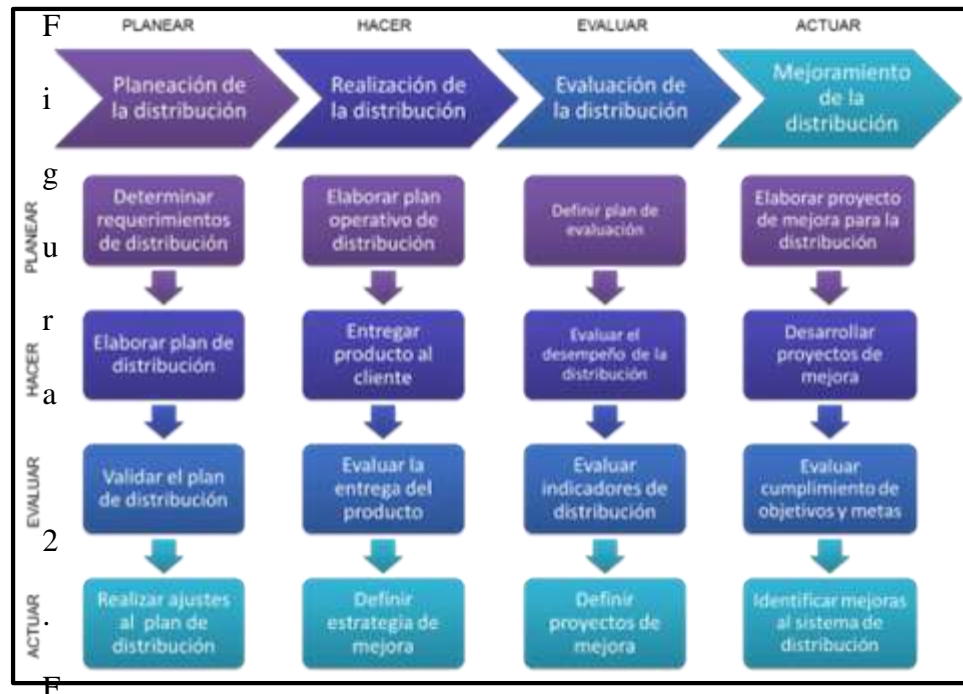 PLANEAR
HACER
EVALUAR
ACTUAR
Planeación de
la distribución
Realización de
la distribución
Evaluación de
la distribución
Mejoramiento
de la
distribución
PLANEAR
Determinar
requerimientos
de distribución
Elaborar plan
operativo de
distribución
Definir plan de
evaluación
Elaborar proyecto
de mejora para la
distribución
HACER
Elaborar plan de
distribución
Entregar
producto al
cliente
Evaluar el
desempeño de la
distribución
Desarrollar
proyectos de
mejora
EVALUAR
Validar el plan
de distribución
Evaluar la
entrega del
producto
Evaluar
indicadores de
distribución
Evaluar
cumplimiento de
objetivos y metas
ACTUAR
Realizar ajustes
al plan de
distribución
Definir
estrategia de
mejora
Definir
proyectos de
mejora
Identificar mejoras
al sistema de
distribución
F
i
g
u
r
a
2
.
F